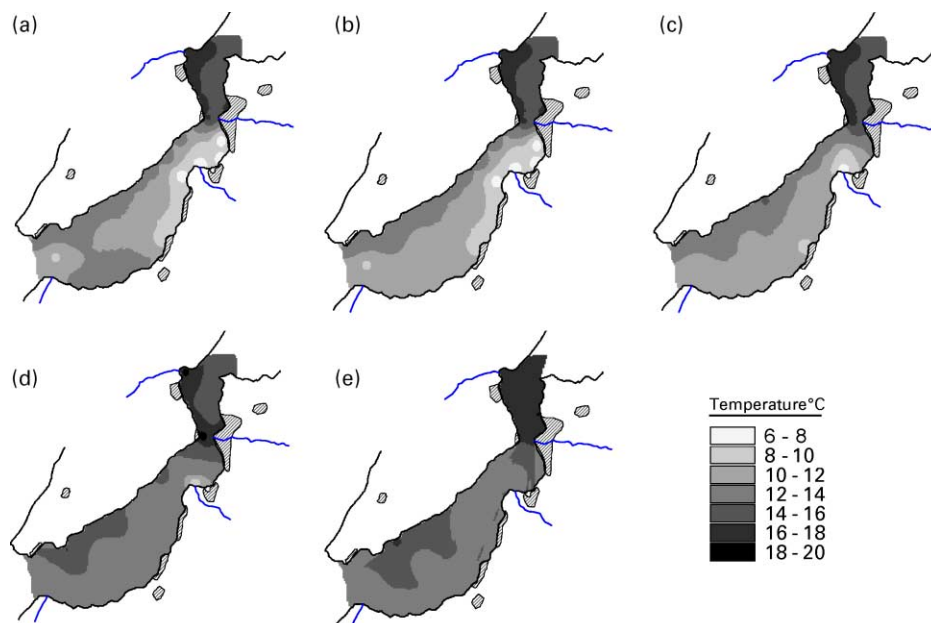 (a)
(b)
(c)
(d)
(e)
Temperature°C
6 - 8
8 - 10
10 - 12
12 - 14
14 - 16
16 - 18
18 - 20